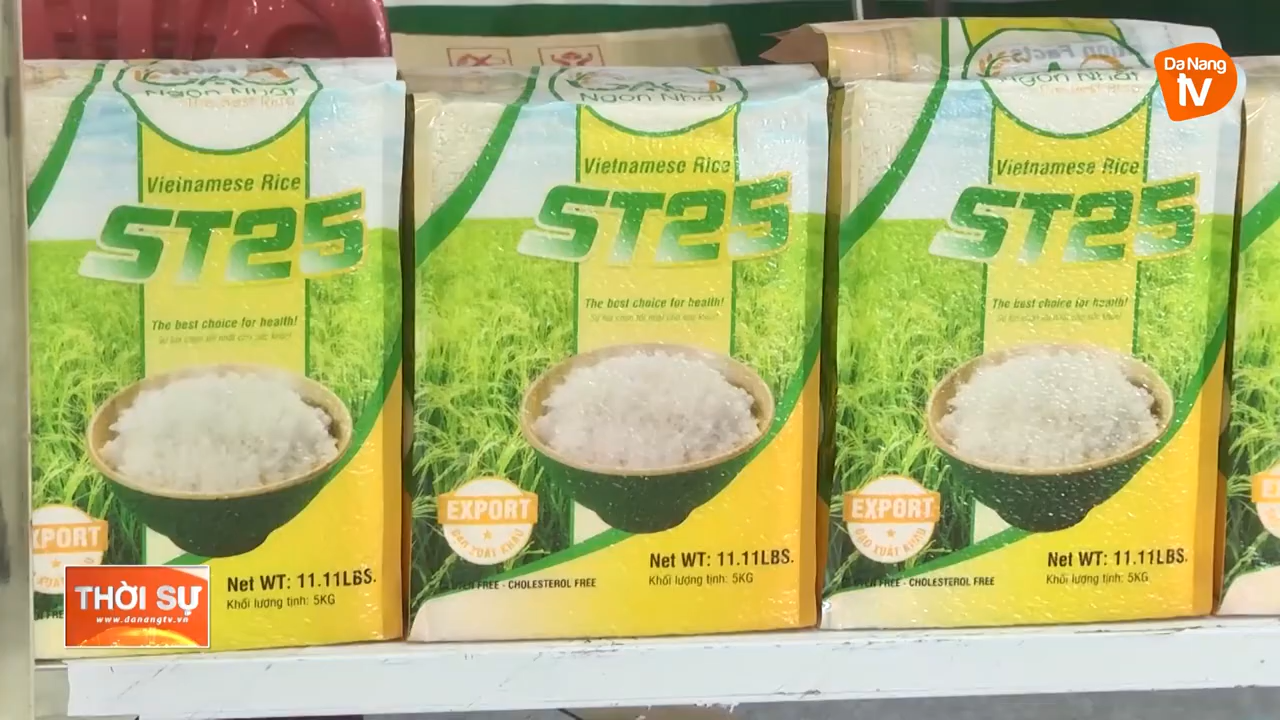 Da Nang
tv
Ngon Nhất
Vietnamese Rice
ST25
The best choice for health!
EXPORT
Net WT: 11.11LBS.
Khối lượng tịnh: 5KG
Ngon Nhất
Vietnamese Rice
ST25
The best choice for health!
EXPORT
GẠO XUẤT KHẨU
FREE - CHOLESTEROL FREE
Net WT: 11.11LBS.
Khối lượng tịnh: 5KG
Facts
Ngon Nhất
Vietnamese Rice
ST25
The best choice for health!
EXPORT
GẠO XUẤT KHẨU
FREE - CHOLESTEROL FREE
Net WT: 11.11LBS.
Khối lượng tịnh: 5KG
THỜI SỰ
www.danangtv.vn